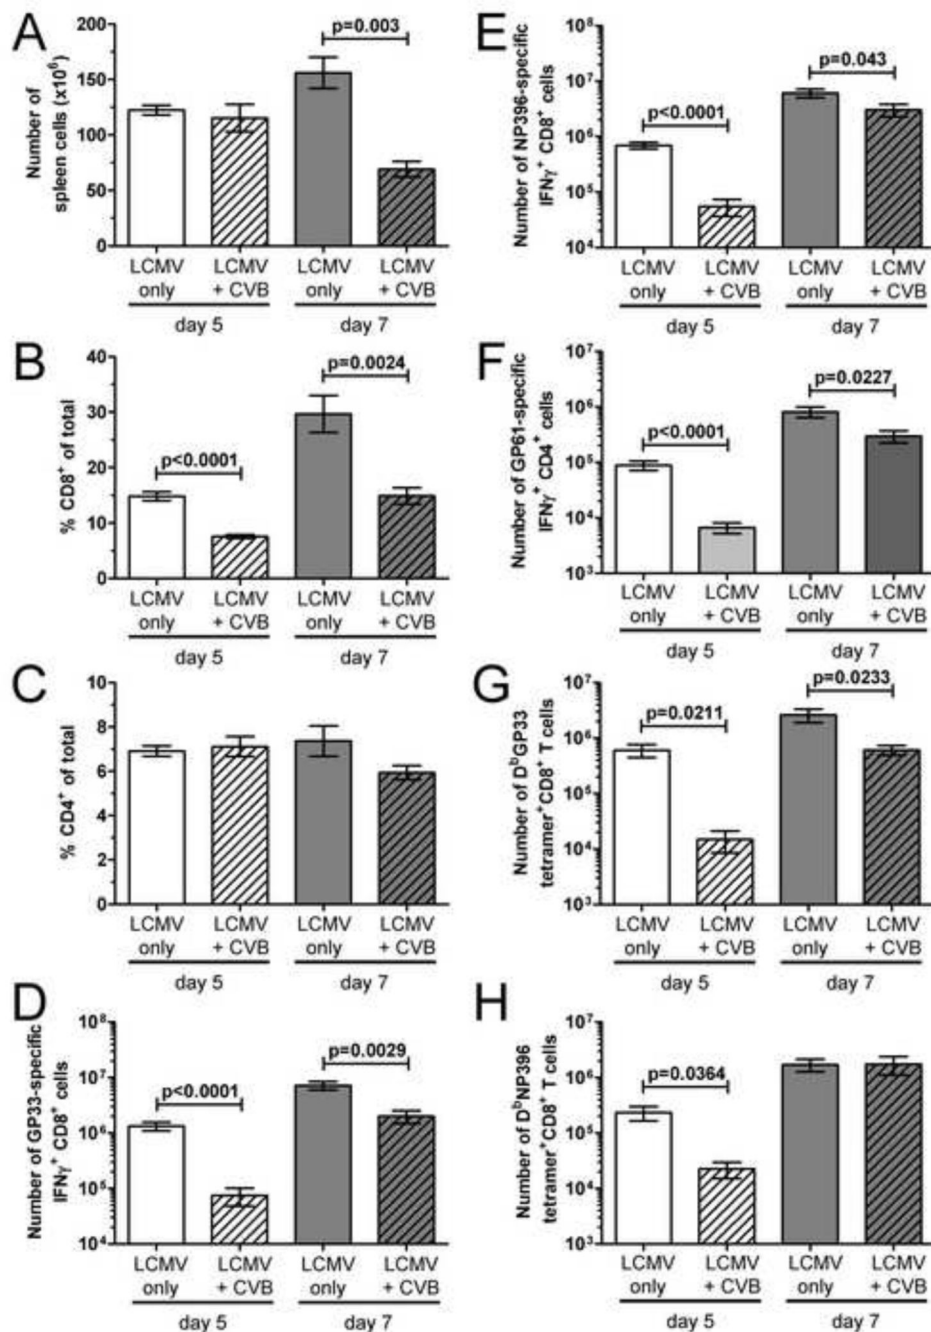 A
Number of
spleen cells (x10⁶)
200
150
100
50
0
p=0.003
LCMV only
LCMV + CVB
LCMV only
LCMV + CVB
day 5
day 7
B
% CD8⁺ of total
40
30
20
10
0
p<0.0001
p=0.0024
LCMV only
LCMV + CVB
LCMV only
LCMV + CVB
day 5
day 7
C
% CD4⁺ of total
10
8
6
4
2
0
LCMV only
LCMV + CVB
LCMV only
LCMV + CVB
day 5
day 7
D
Number of GP33-specific
IFNγ⁺ CD8⁺ cells
10⁸
10⁷
10⁶
10⁵
10⁴
p<0.0001
p=0.0029
LCMV only
LCMV + CVB
LCMV only
LCMV + CVB
day 5
day 7
E
Number of NP396-specific
IFNγ⁺ CD8⁺ cells
10⁸
10⁷
10⁶
10⁵
10⁴
p<0.0001
p=0.043
LCMV only
LCMV + CVB
LCMV only
LCMV + CVB
day 5
day 7
F
Number of GP61-specific
IFNγ⁺ CD4⁺ cells
10⁷
10⁶
10⁵
10⁴
10³
p<0.0001
p=0.0227
LCMV only
LCMV + CVB
LCMV only
LCMV + CVB
day 5
day 7
G
Number of DᵇGP33
tetramer⁺CD8⁺ T cells
10⁷
10⁶
10⁵
10⁴
10³
p=0.0211
p=0.0233
LCMV only
LCMV + CVB
LCMV only
LCMV + CVB
day 5
day 7
H
Number of DᵇNP396
tetramer⁺CD8⁺ T cells
10⁷
10⁶
10⁵
10⁴
10³
p=0.0364
LCMV only
LCMV + CVB
LCMV only
LCMV + CVB
day 5
day 7